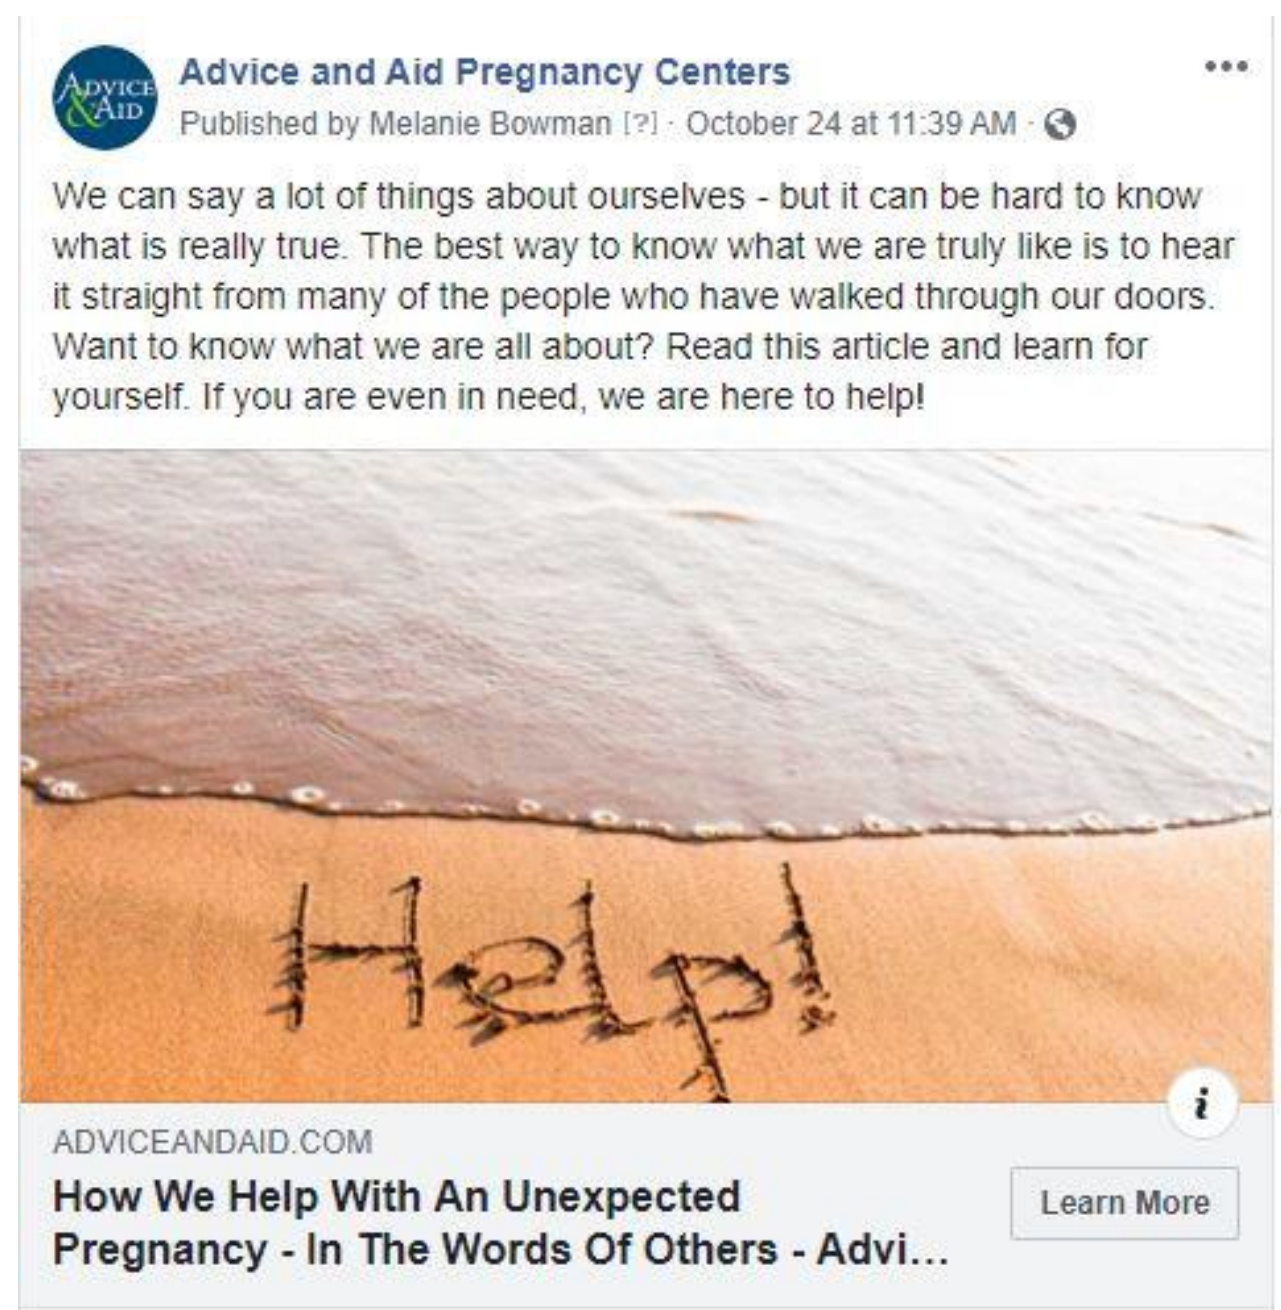 ADVICE
&AID
Advice and Aid Pregnancy Centers
Published by Melanie Bowman [?] · October 24 at 11:39 AM ·
We can say a lot of things about ourselves - but it can be hard to know
what is really true. The best way to know what we are truly like is to hear
it straight from many of the people who have walked through our doors.
Want to know what we are all about? Read this article and learn for
yourself. If you are even in need, we are here to help!
Help!
i
ADVICEANDAID.COM
How We Help With An Unexpected
Pregnancy - In The Words Of Others - Advi...
Learn More